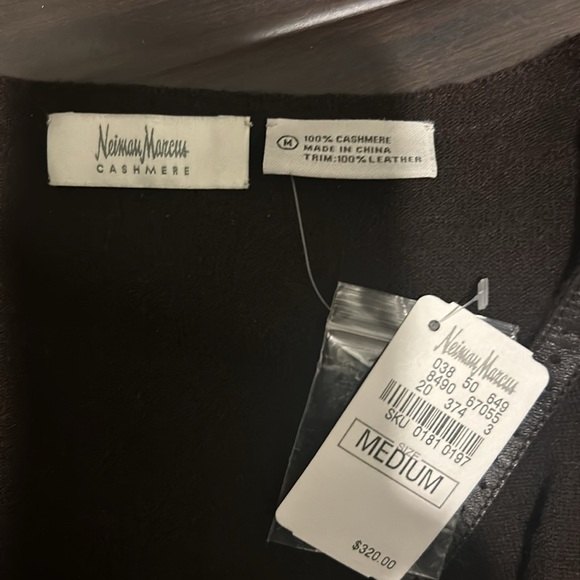 Neiman Marcus
CASHMERE
M
100% CASHMERE
MADE IN CHINA
TRIM:100% LEATHER
Neiman Marcus
038 50 649
8490 67055
20 374 3
SKU 0181 0197
SIZE
MEDIUM
$320.00